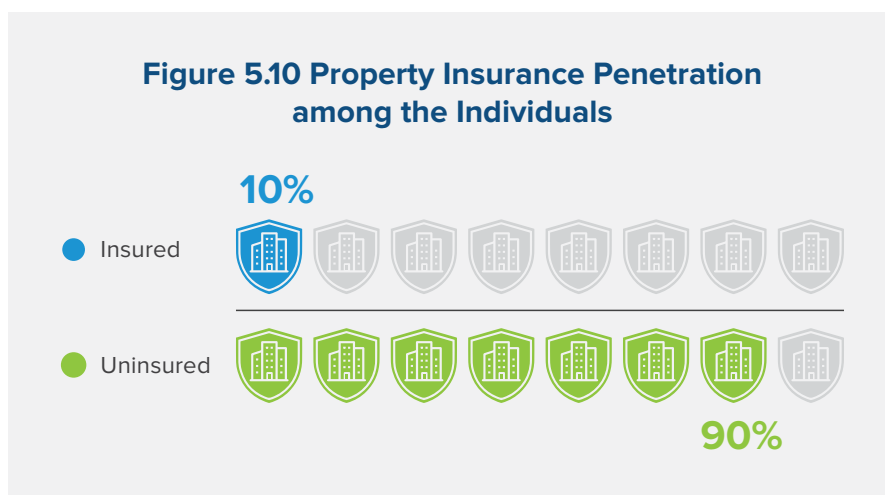 Figure 5.10 Property Insurance Penetration
among the Individuals
10%
Insured
Uninsured
90%